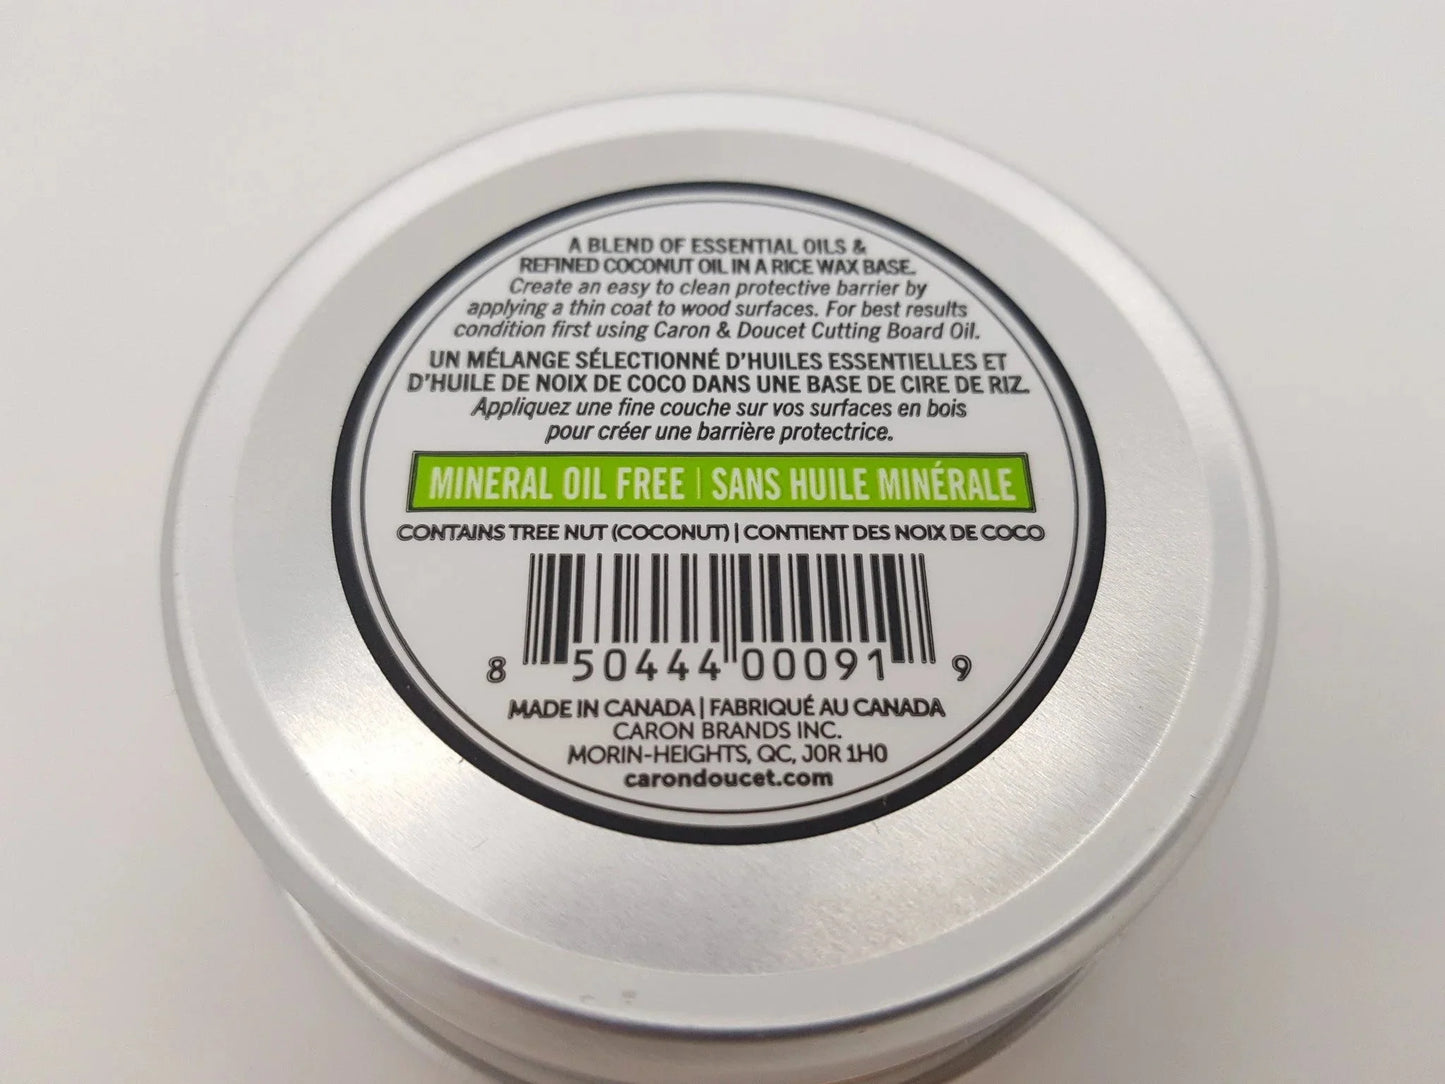 A BLEND OF ESSENTIAL OILS &
REFINED COCONUT OIL IN A RICE WAX BASE.
Create an easy to clean protective barrier by
applying a thin coat to wood surfaces. For best results
condition first using Caron & Doucet Cutting Board Oil.
UN MÉLANGE SÉLECTIONNÉ D'HUILES ESSENTIELLES ET
D'HUILE DE NOIX DE COCO DANS UNE BASE DE CIRE DE RIZ.
Appliquez une fine couche sur vos surfaces en bois
pour créer une barrière protectrice.
MINERAL OIL FREE | SANS HUILE MINÉRALE
CONTAINS TREE NUT (COCONUT) | CONTIENT DES NOIX DE COCO
8 50444 00091 9
MADE IN CANADA | FABRIQUÉ AU CANADA
CARON BRANDS INC.
MORIN-HEIGHTS, QC, J0R 1H0
carondoucet.com